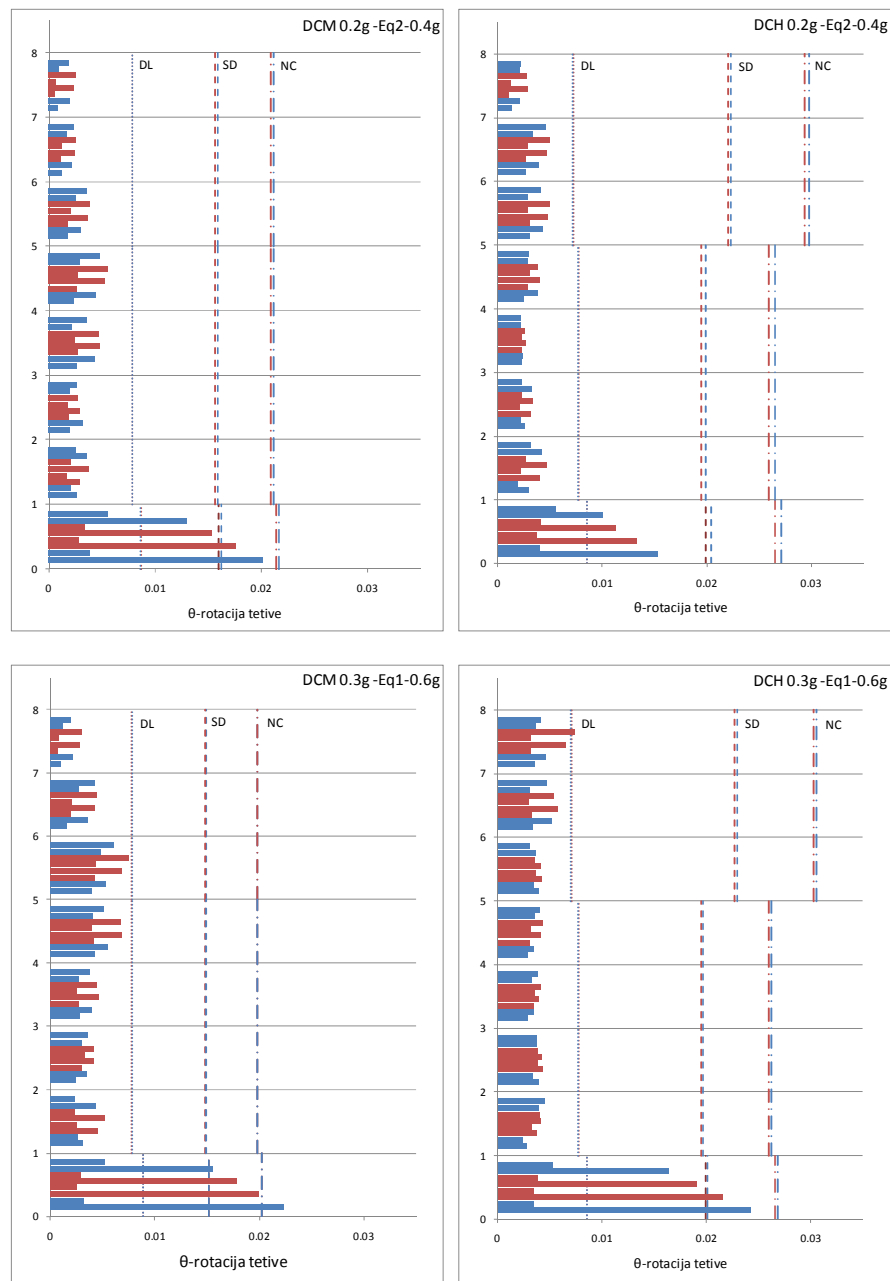 DCM 0.2g -Eq2-0.4g
8
DL
SD
NC
7
6
5
4
3
2
1
0
0
0.01
0.02
0.03
θ-rotacija tetive
DCH 0.2g -Eq2-0.4g
8
DL
SD
NC
7
6
5
4
3
2
1
0
0
0.01
0.02
0.03
θ-rotacija tetive
DCM 0.3g -Eq1-0.6g
8
DL
SD
NC
7
6
5
4
3
2
1
0
0
0.01
0.02
0.03
θ-rotacija tetive
DCH 0.3g -Eq1-0.6g
8
DL
SD
NC
7
6
5
4
3
2
1
0
0
0.01
0.02
0.03
θ-rotacija tetive